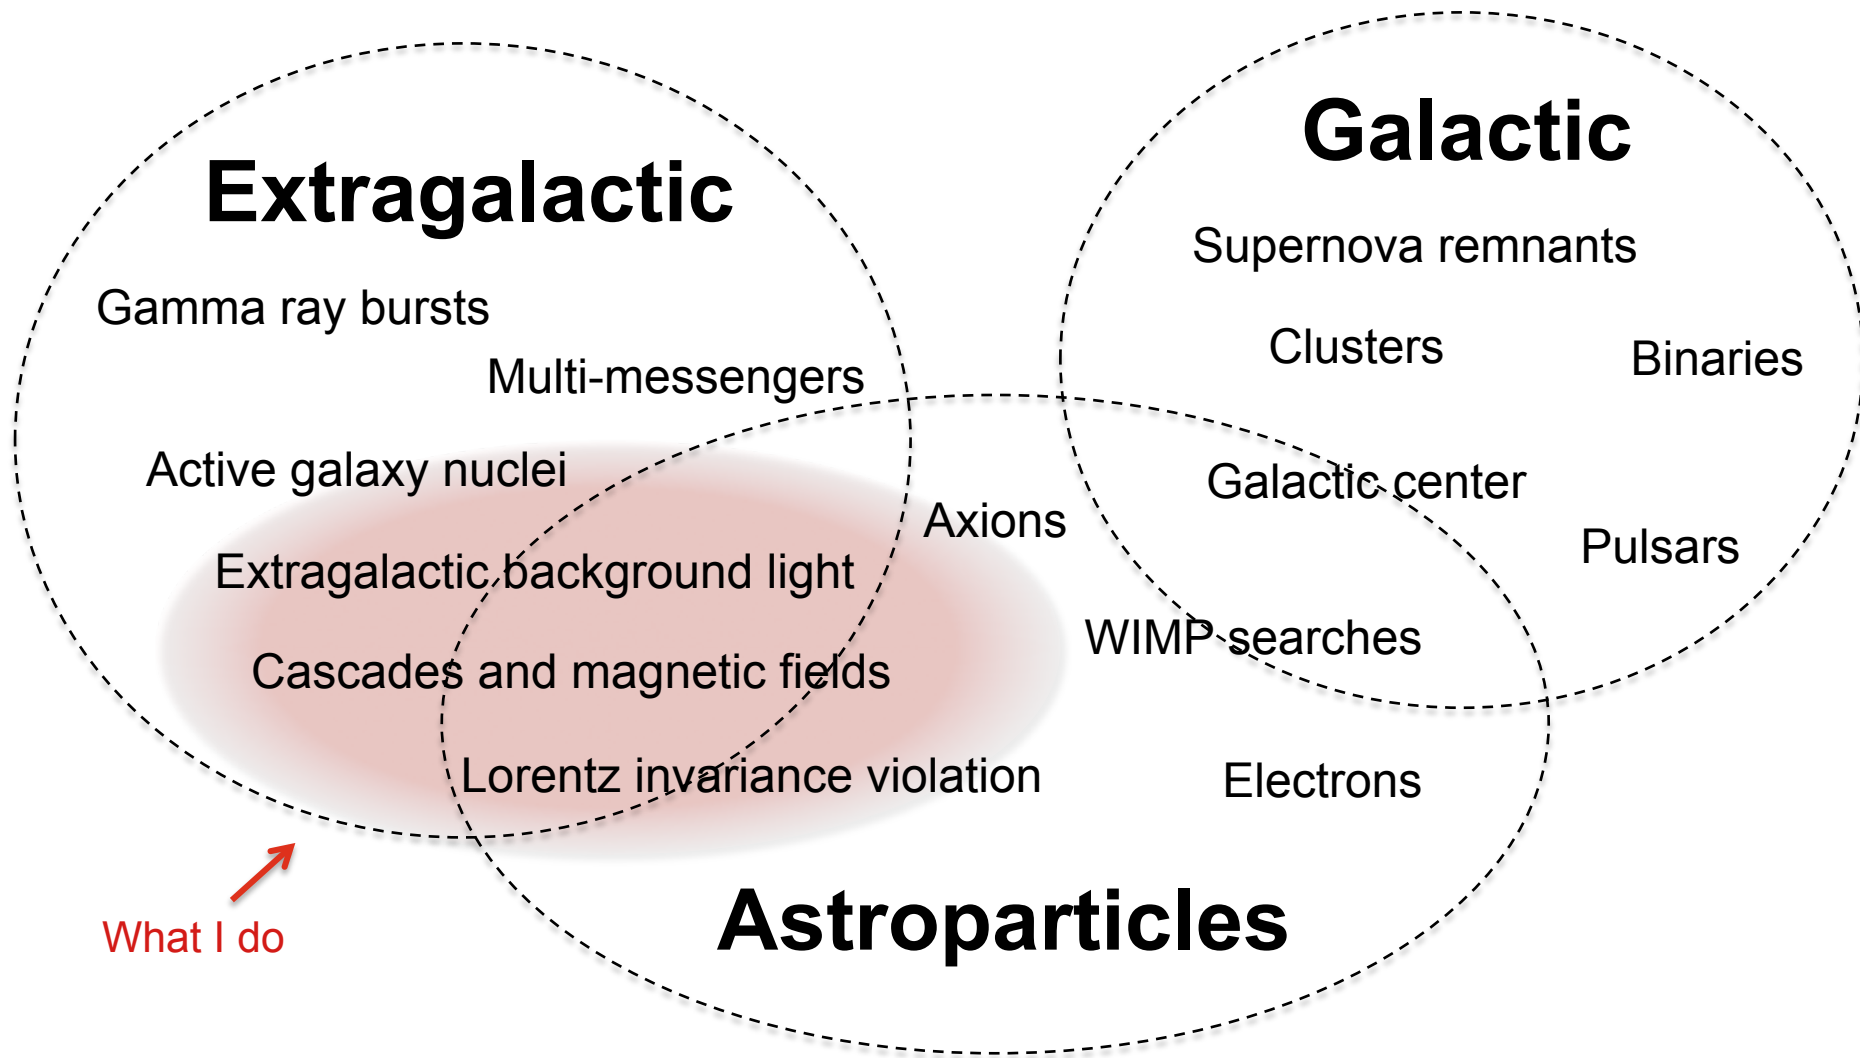 Extragalactic
Gamma ray bursts
Multi-messengers
Active galaxy nuclei
Extragalactic background light
Cascades and magnetic fields
Lorentz invariance violation
What I do
Galactic
Supernova remnants
Clusters
Binaries
Galactic center
Pulsars
Axions
WIMP searches
Electrons
Astroparticles